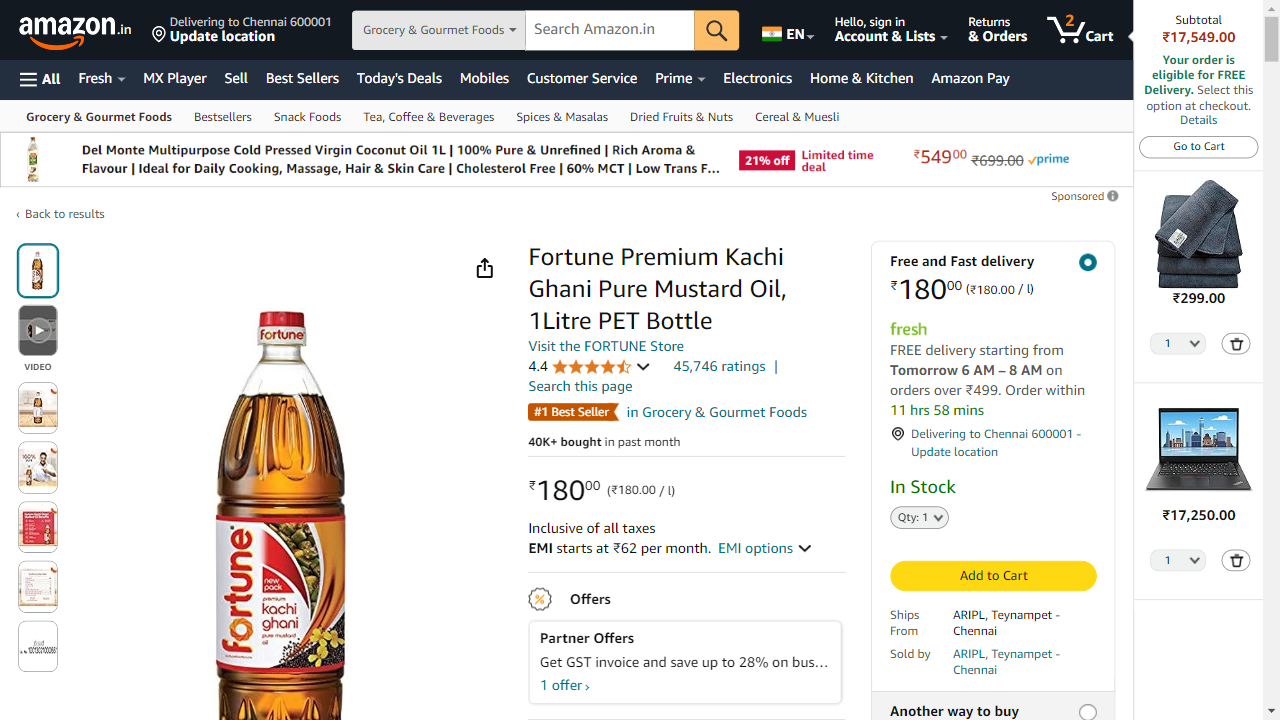 amazon.in
Delivering to Chennai 600001
Update location
Grocery & Gourmet Foods
Search Amazon.in
EN
Hello, sign in
Account & Lists
Returns
& Orders
2
Cart
All
Fresh
MX Player
Sell
Best Sellers
Today's Deals
Mobiles
Customer Service
Prime
Electronics
Home & Kitchen
Amazon Pay
Grocery & Gourmet Foods
Bestsellers
Snack Foods
Tea, Coffee & Beverages
Spices & Masalas
Dried Fruits & Nuts
Cereal & Muesli
Del Monte Multipurpose Cold Pressed Virgin Coconut Oil 1L | 100% Pure & Unrefined | Rich Aroma &
Flavour | Ideal for Daily Cooking, Massage, Hair & Skin Care | Cholesterol Free | 60% MCT | Low Trans F...
21% off
Limited time
deal
₹54900
₹699.00
prime
Sponsored
‹ Back to results
VIDEO
fortune
fortune
new
pack
premium
kachi
ghani
pure mustard
oil
Fortune Premium Kachi
Ghani Pure Mustard Oil,
1Litre PET Bottle
Visit the FORTUNE Store
4.4
45,746 ratings |
Search this page
#1 Best Seller
in Grocery & Gourmet Foods
40K+ bought in past month
₹18000 (₹180.00 / l)
Inclusive of all taxes
EMI starts at ₹62 per month. EMI options
Offers
Partner Offers
Get GST invoice and save up to 28% on bus...
1 offer ›
Free and Fast delivery
₹18000 (₹180.00 / l)
fresh
FREE delivery starting from
Tomorrow 6 AM – 8 AM on
orders over ₹499. Order within
11 hrs 58 mins
Delivering to Chennai 600001 -
Update location
In Stock
Qty: 1
Add to Cart
Ships
From
ARIPL, Teynampet -
Chennai
Sold by
ARIPL, Teynampet -
Chennai
Another way to buy
Subtotal
₹17,549.00
Your order is
eligible for FREE
Delivery. Select this
option at checkout.
Details
Go to Cart
₹299.00
1
₹17,250.00
1